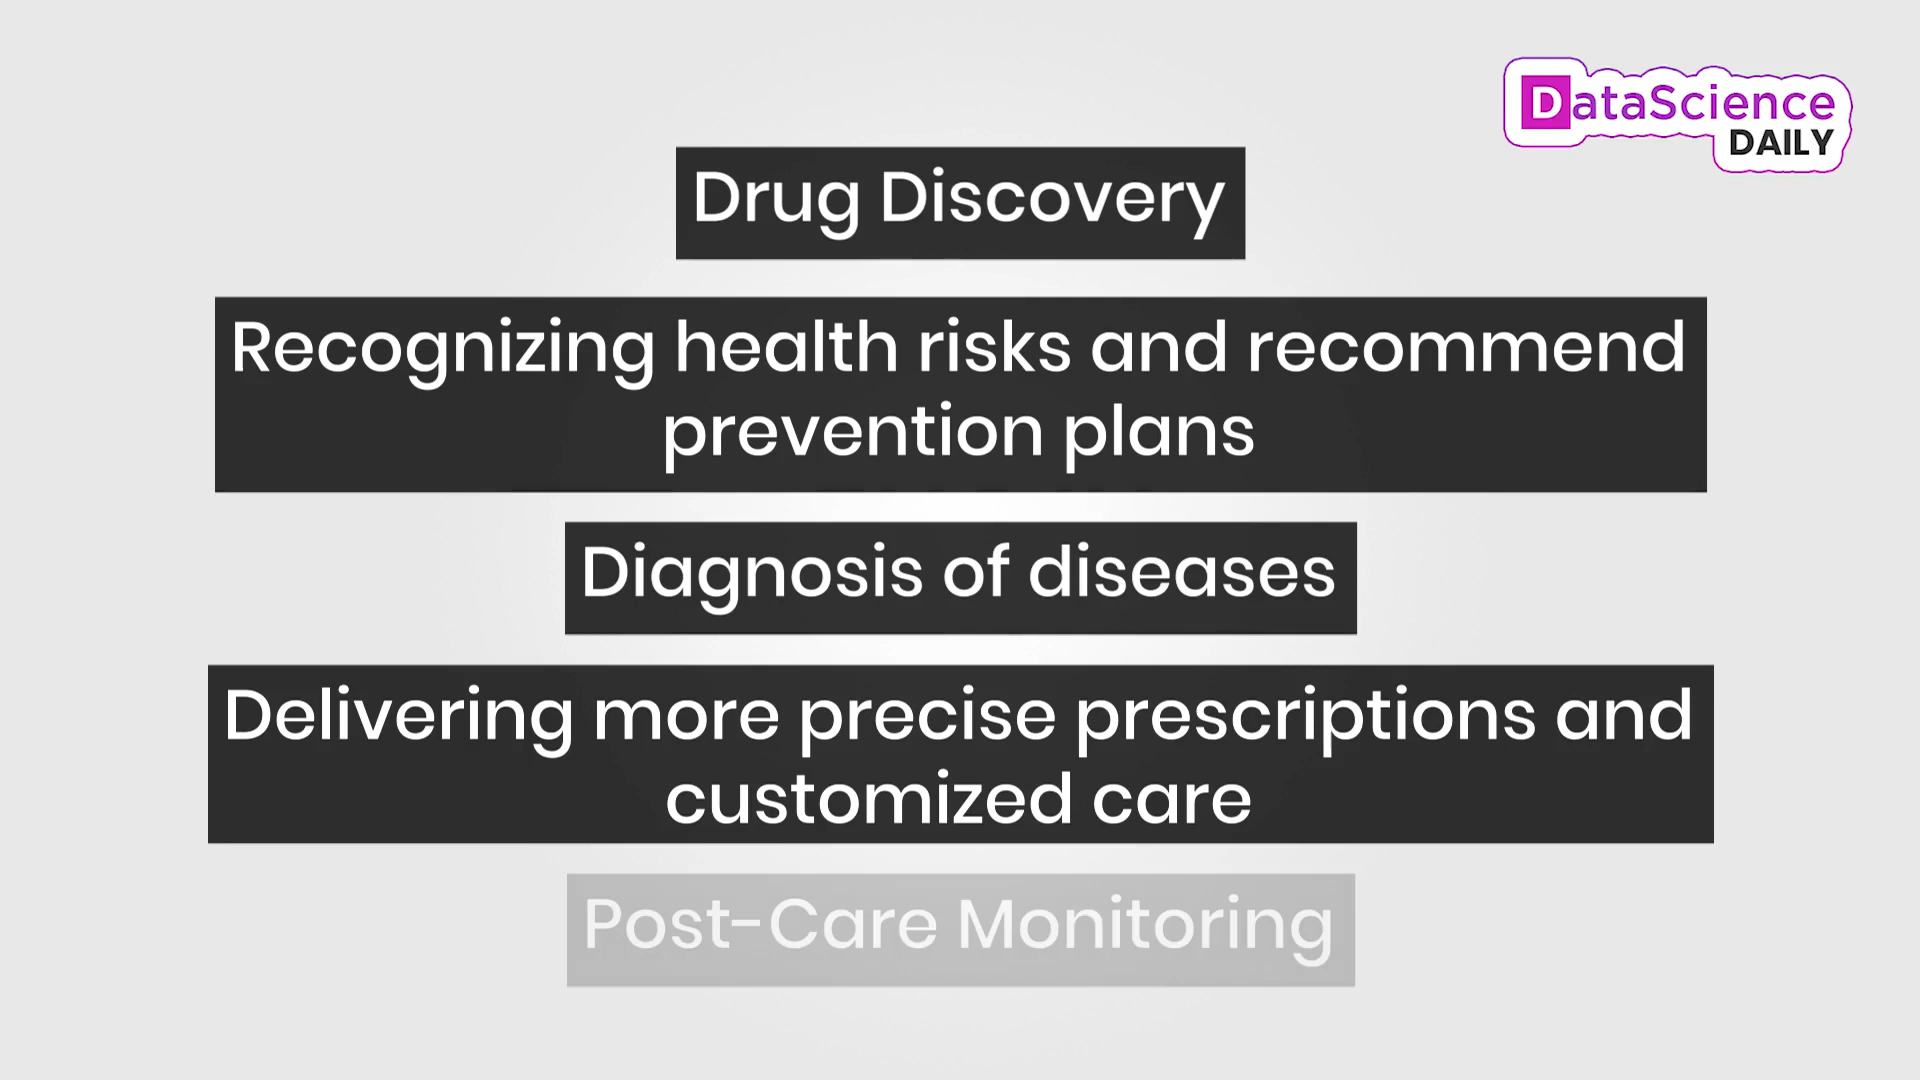 DataScience
DAILY
Drug Discovery
Recognizing health risks and recommend
prevention plans
Diagnosis of diseases
Delivering more precise prescriptions and
customized care
Post-Care Monitoring